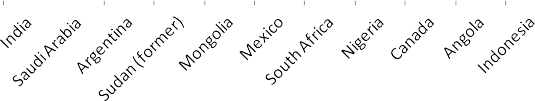 India
Saudi Arabia
Argentina
Sudan (former)
Mongolia
Mexico
South Africa
Nigeria
Canada
Angola
Indonesia